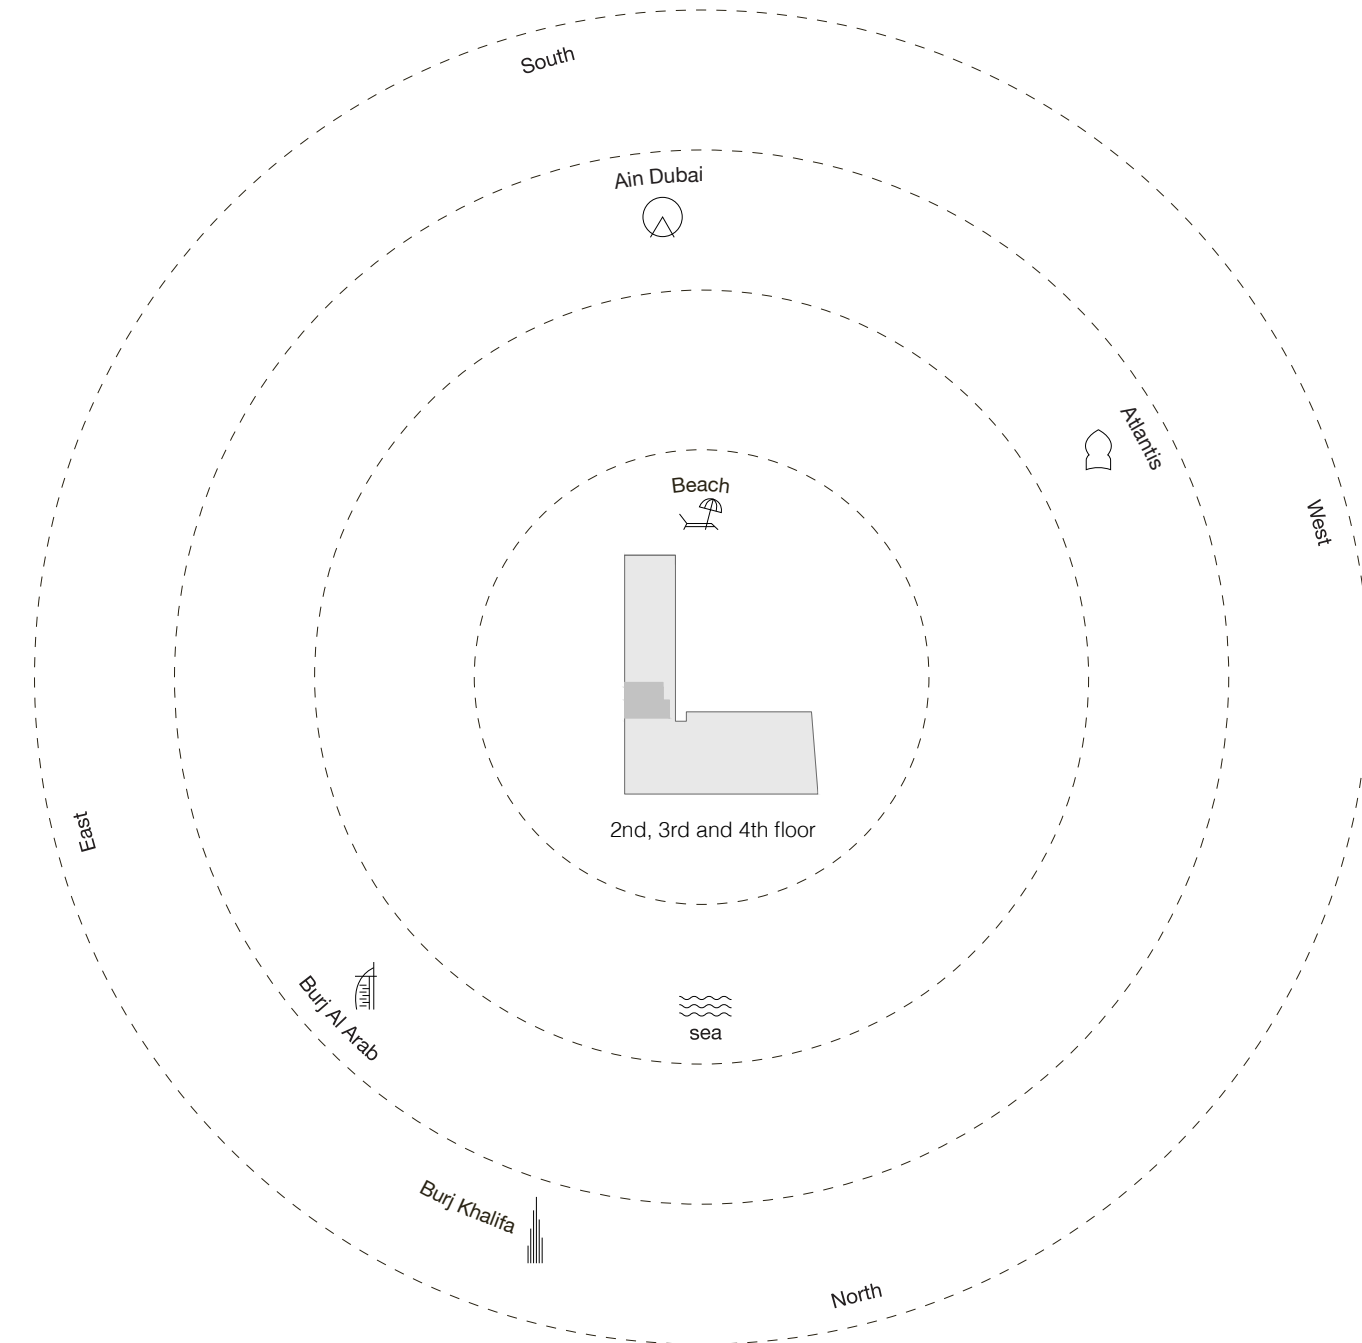 South
Ain Dubai
Atlantis
Beach
West
2nd, 3rd and 4th floor
East
Burj Al Arab
sea
Burj Khalifa
North